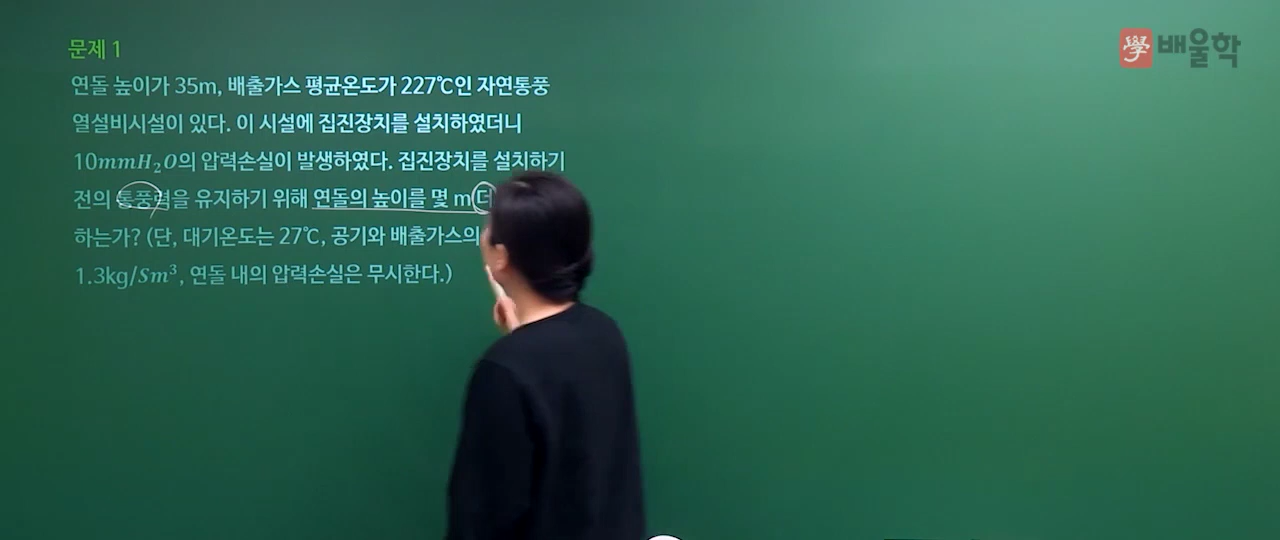 문제 1
연돌 높이가 35m, 배출가스 평균온도가 227℃인 자연통풍
열설비시설이 있다. 이 시설에 집진장치를 설치하였더니
10mmH₂O의 압력손실이 발생하였다. 집진장치를 설치하기
전의 통풍력을 유지하기 위해 연돌의 높이를 몇 m 더
하는가? (단, 대기온도는 27℃, 공기와 배출가스의
1.3kg/Sm³, 연돌 내의 압력손실은 무시한다.)
學 배울학